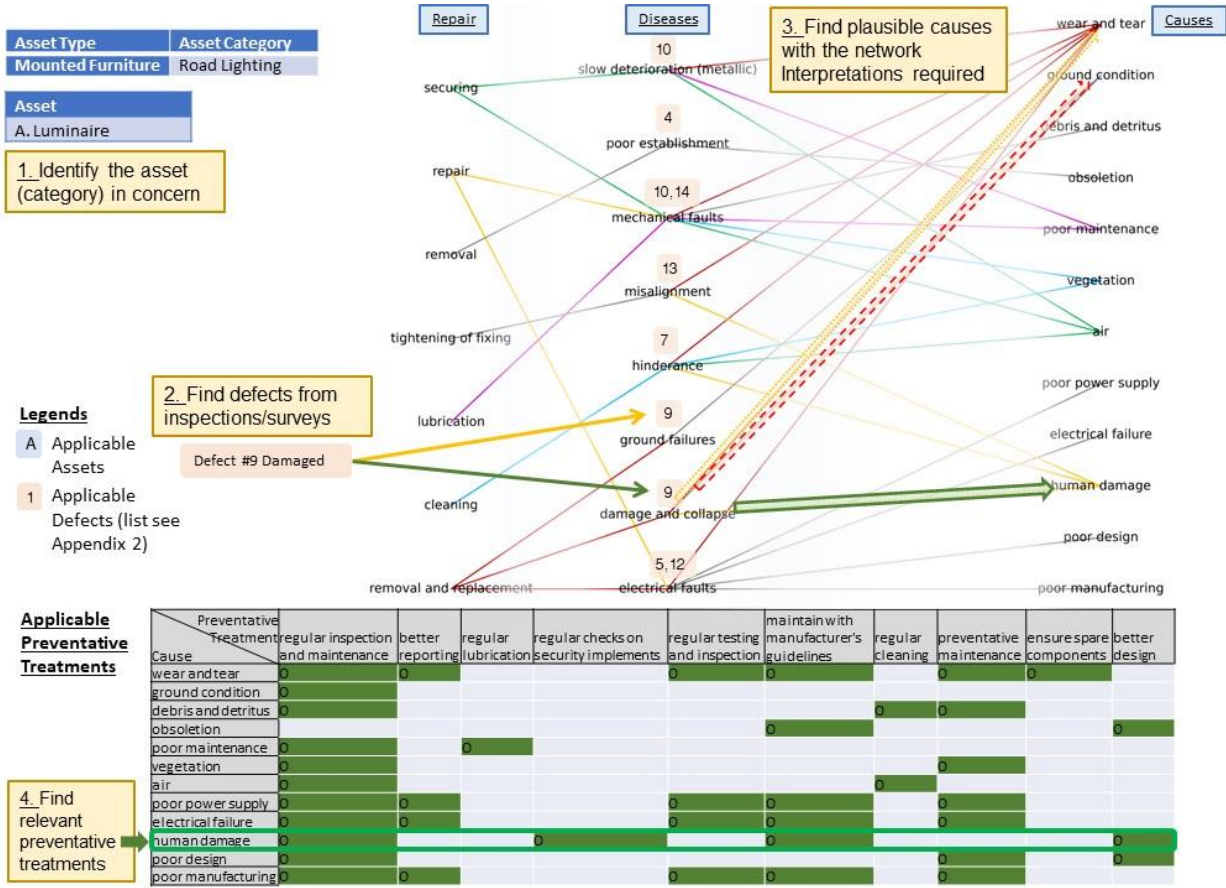 Repair
Diseases
Causes
Asset Type Asset Category
Mounted Furniture Road Lighting
Asset
A. Luminaire
1. Identify the asset
(category) in concern
3. Find plausible causes
with the network
Interpretations required
securing
repair
removal
tightening of fixing
lubrication
cleaning
removal and replacement
10
slow deterioration (metallic)
4
poor establishment
10, 14
mechanical faults
13
misalignment
7
hinderance
9
ground failures
9
damage and collapse
5,12
electrical faults
wear and tear
ground condition
debris and detritus
obsoletion
poor maintenance
vegetation
air
poor power supply
electrical failure
human damage
poor design
poor manufacturing
2. Find defects from
inspections/surveys
Defect #9 Damaged
Legends
A Applicable
Assets
1 Applicable
Defects (list see
Appendix 2)
Applicable
Preventative
Treatments
Preventative
Treatment
Cause
regular inspection
and maintenance
better
reporting
regular
lubrication
regular checks on
security implements
regular testing
and inspection
maintain with
manufacturer's
guidelines
regular
cleaning
preventative
maintenance
ensure spare
components
better
design
wear and tear O O O O O O
ground condition O
debris and detritus O O O
obsoletion O O
poor maintenance O O
vegetation O O
air O O
poor power supply O O O O O
electrical failure O O O O O
human damage O O O O
poor design O O O
poor manufacturing O O O O O
4. Find
relevant
preventative
treatments